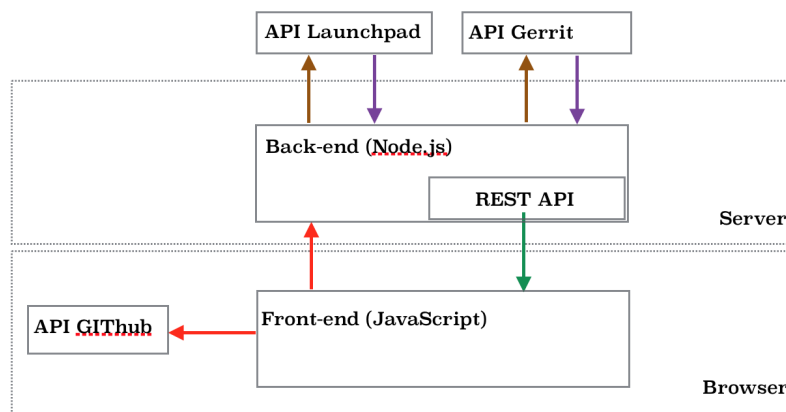 API Launchpad
API Gerrit
Back-end (Node.js)
REST API
Server
API GIThub
Front-end (JavaScript)
Browser